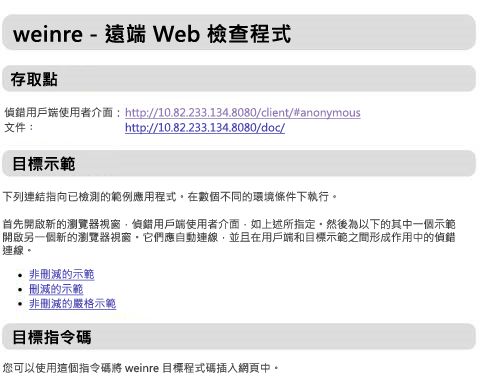 weinre - 遠端 Web 檢查程式
存取點
偵錯用戶端使用者介面：http://10.82.233.134.8080/client/#anonymous
文件： http://10.82.233.134.8080/doc/
目標示範
下列連結指向已檢測的範例應用程式。在數個不同的環境條件下執行。
首先開啟新的瀏覽器視窗，偵錯用戶端使用者介面，如上述所指定。然後為以下的其中一個示範
開啟另一個新的瀏覽器視窗。它們應自動連線，並且在用戶端和目標示範之間形成作用中的偵錯
連線。
• 非刪減的示範
• 刪減的示範
• 非刪減的嚴格示範
目標指令碼
您可以使用這個指令碼將 weinre 目標程式碼插入網頁中。